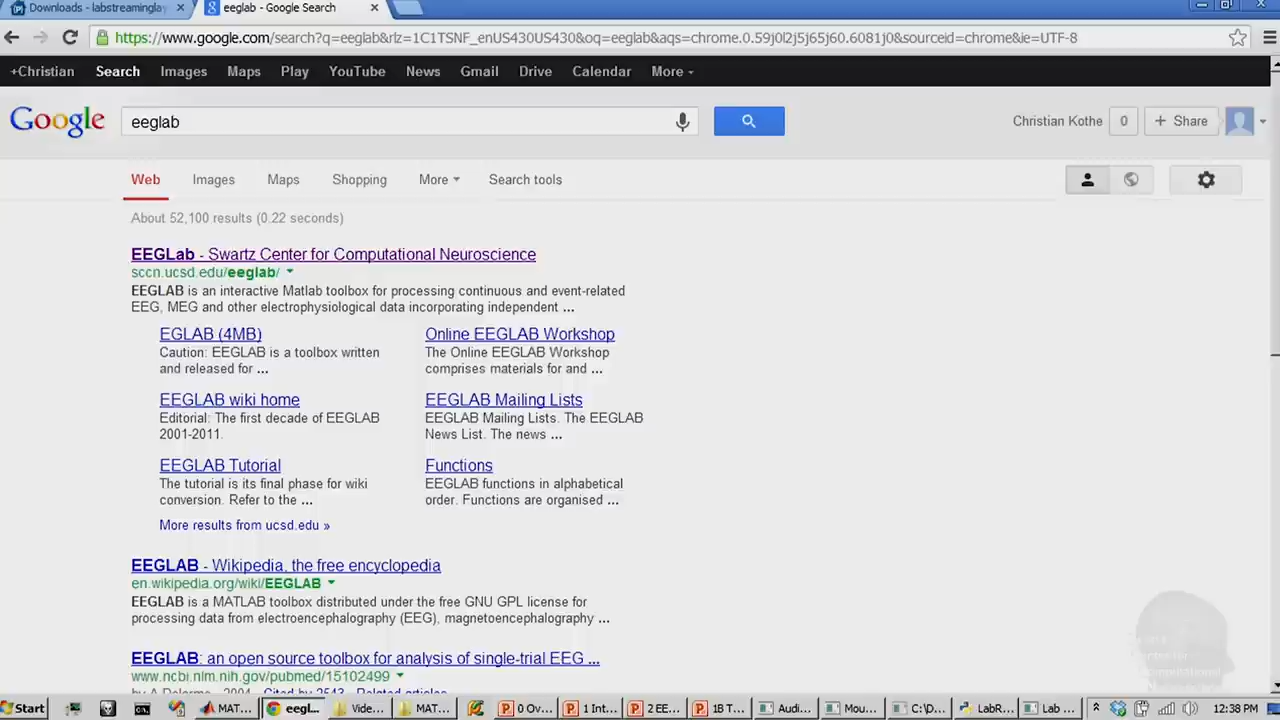 Downloads - labstreaminglay
eeglab - Google Search
https://www.google.com/search?q=eeglab&rlz=1C1TSNF_enUS430US430&oq=eeglab&aqs=chrome.0.59j0l2j5j65j60.6081j0&sourceid=chrome&ie=UTF-8
+Christian Search Images Maps Play YouTube News Gmail Drive Calendar More
Google eeglab Christian Kothe 0 + Share
Web Images Maps Shopping More Search tools
About 52,100 results (0.22 seconds)
EEGLab - Swartz Center for Computational Neuroscience
sccn.ucsd.edu/eeglab/
EEGLAB is an interactive Matlab toolbox for processing continuous and event-related
EEG, MEG and other electrophysiological data incorporating independent ...
EGLAB (4MB)
Caution: EEGLAB is a toolbox written
and released for ...
Online EEGLAB Workshop
The Online EEGLAB Workshop
comprises materials for and ...
EEGLAB wiki home
Editorial: The first decade of EEGLAB
2001-2011.
EEGLAB Mailing Lists
EEGLAB Mailing Lists. The EEGLAB
News List. The news ...
EEGLAB Tutorial
The tutorial is its final phase for wiki
conversion. Refer to the ...
Functions
EEGLAB functions in alphabetical
order. Functions are organised ...
More results from ucsd.edu »
EEGLAB - Wikipedia, the free encyclopedia
en.wikipedia.org/wiki/EEGLAB
EEGLAB is a MATLAB toolbox distributed under the free GNU GPL license for
processing data from electroencephalography (EEG), magnetoencephalography ...
EEGLAB: an open source toolbox for analysis of single-trial EEG ...
www.ncbi.nlm.nih.gov/pubmed/15102499
by A Delorme - 2004 - Cited by 2543 - Related articles
Start MAT... eegl... Vide... MAT... 0 Ov... 1 Int... 2 EE... 1B T... Audi... Mou... C:\D... LabR... Lab ... 12:38 PM